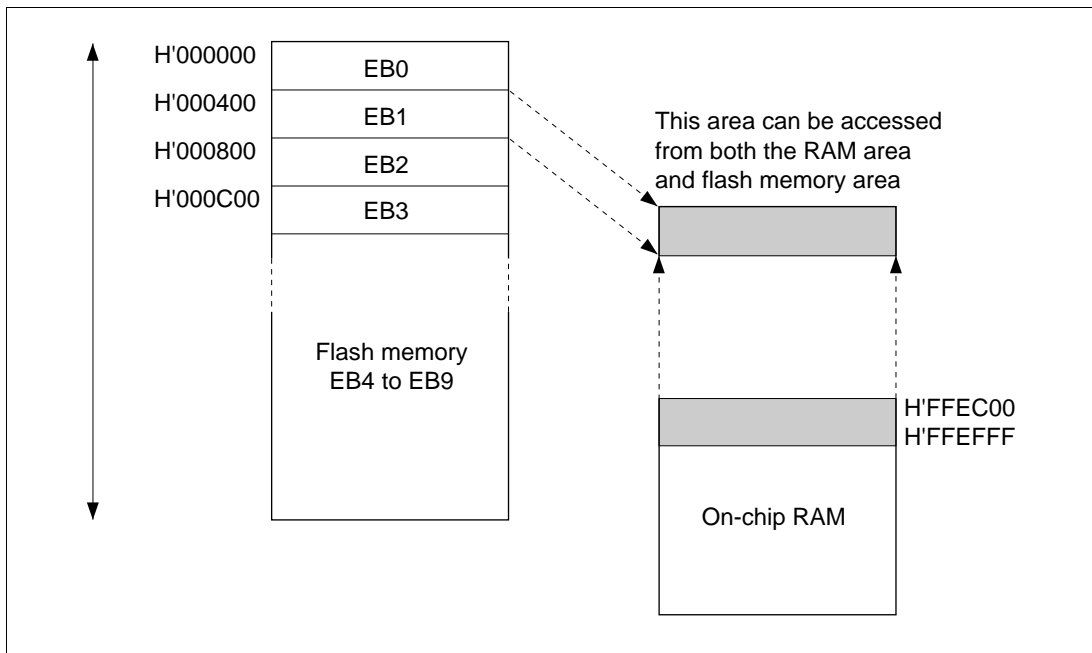 H'000000
EB0
H'000400
EB1
H'000800
EB2
H'000C00
EB3
Flash memory
EB4 to EB9
This area can be accessed
from both the RAM area
and flash memory area
H'FFEC00
H'FFEFFF
On-chip RAM